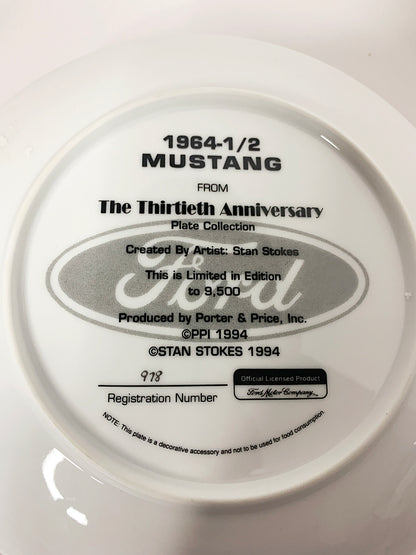 1964-1/2
MUSTANG
FROM
The Thirtieth Anniversary
Plate Collection
Ford
Created By Artist: Stan Stokes
This is Limited in Edition
to 9,500
Produced by Porter & Price, Inc.
©PPI 1994
©STAN STOKES 1994
978
Registration Number
Official Licensed Product
Ford Motor Company
NOTE: This plate is a decorative accessory and not to be used for food consumption.